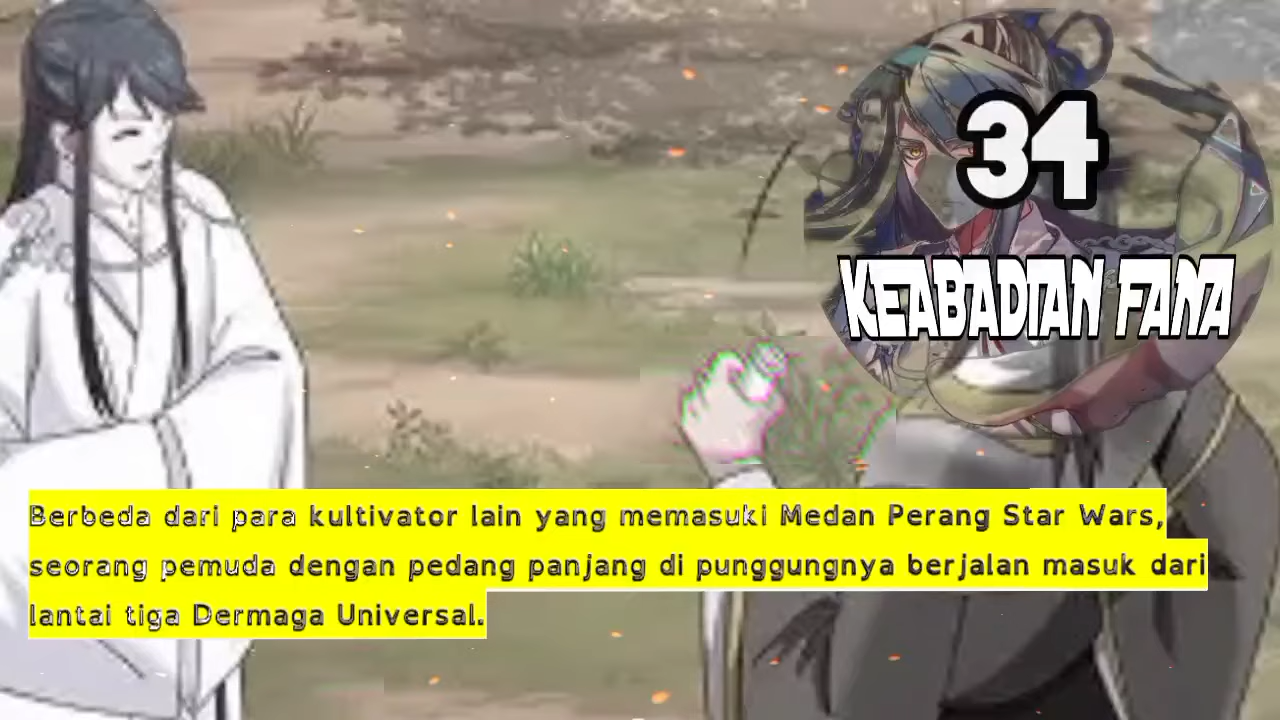 34
KEABADIAN FANA
Berbeda dari para kultivator lain yang memasuki Medan Perang Star Wars,
seorang pemuda dengan pedang panjang di punggungnya berjalan masuk dari
lantai tiga Dermaga Universal.